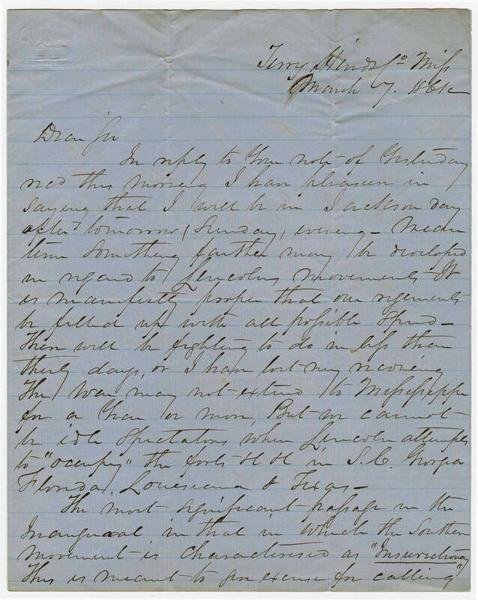 Terry Hinds Co Miss
March 7. 1861
Dear Sir
In reply to your note of Yesterday
recd this morning I have pleasure in
saying that I will be in Jackson day
after tomorrow (Sunday) evening - Mean
time something further may be developed
in regard to Lincolns movements It
is manifestly proper that our regiments
be filled up with all possible speed -
There will be fighting to do in less than
thirty days, or I have lost my reckoning
The War may not extend to Mississippi
for a Year or more, But we cannot
be idle spectators when Lincoln attempts
to "occupy" the forts &c &c in S.C. Georgia
Florida, Louisiana & Texas -
The most significant passage in the
Inaugural in that in which the Southern
movement is characterised as "Insurrectionary"
This is meant to give excuse for calling